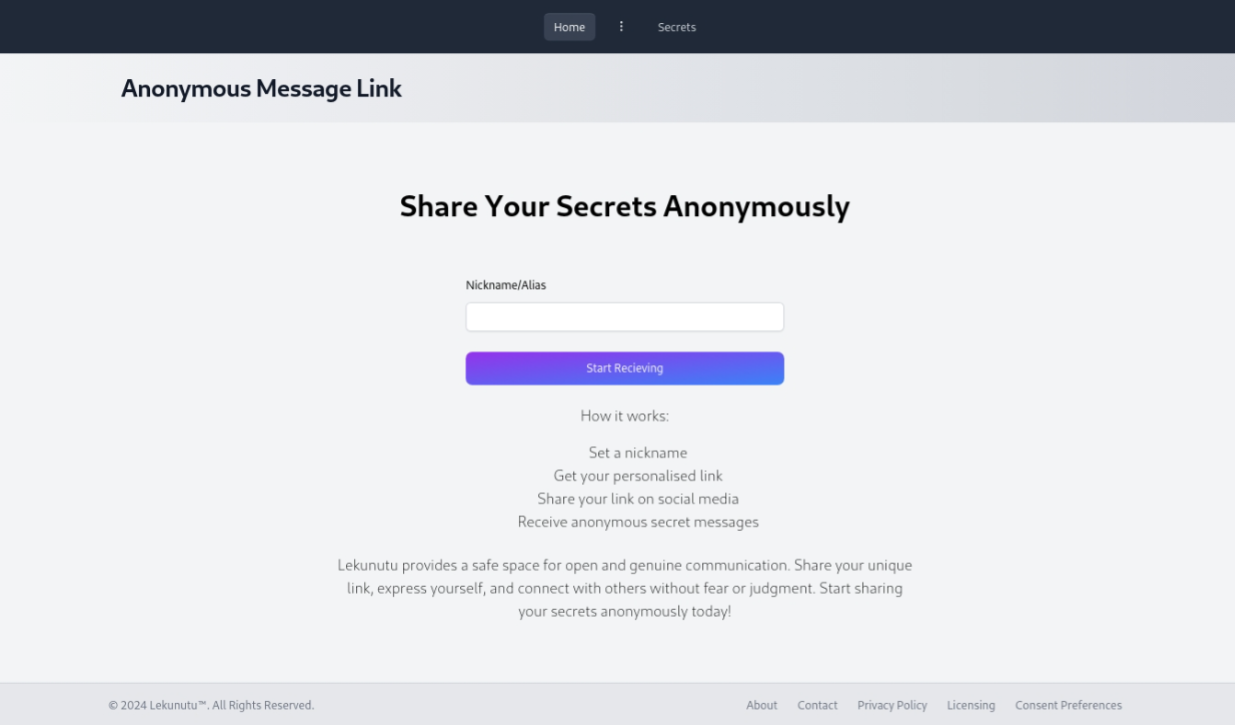 Home
Secrets
Anonymous Message Link
Share Your Secrets Anonymously
Nickname/Alias
Start Recieving
How it works:
Set a nickname
Get your personalised link
Share your link on social media
Receive anonymous secret messages
Lekunutu provides a safe space for open and genuine communication. Share your unique
link, express yourself, and connect with others without fear or judgment. Start sharing
your secrets anonymously today!
© 2024 Lekunutu™. All Rights Reserved.
About
Contact
Privacy Policy
Licensing
Consent Preferences